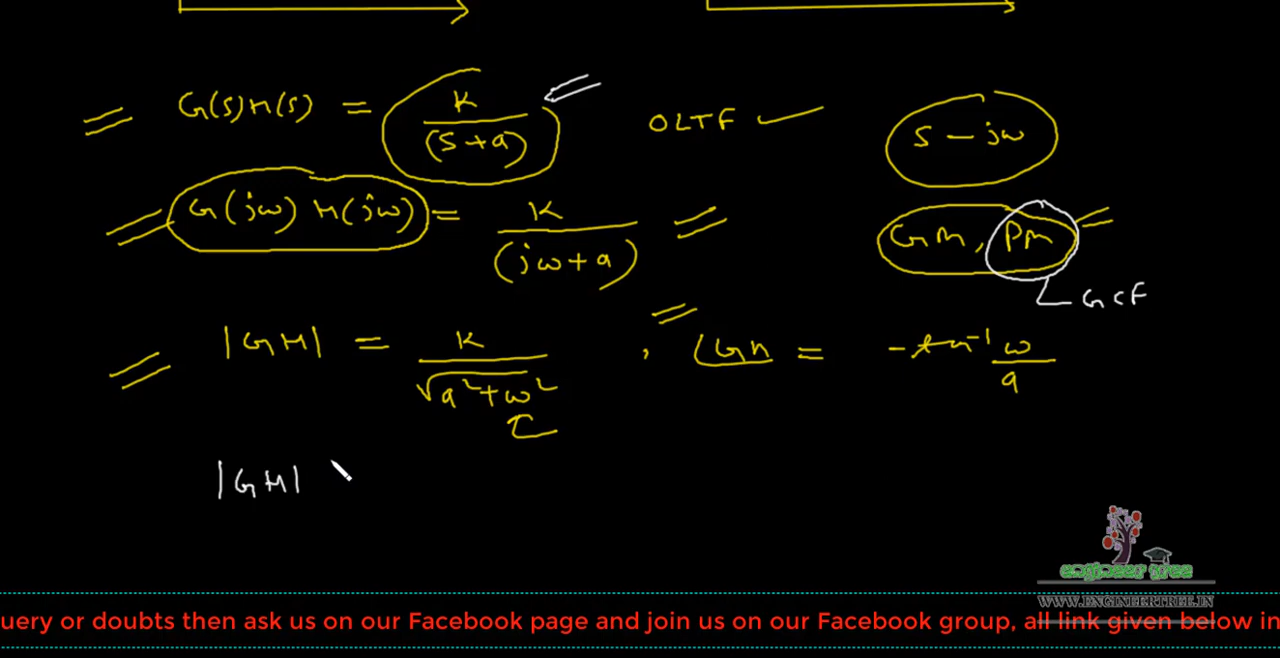 G(s)H(s) = K/(s+a) OLTF s - jω
G(jω) H(jω) = K/(jω+a) GM, PM
GCF
|GH| = K/√a²+ω² , ∠GH = -tan⁻¹ ω/a
|GH|
engineer tree
WWW.ENGINEERTREE.IN
uery or doubts then ask us on our Facebook page and join us on our Facebook group, all link given below in